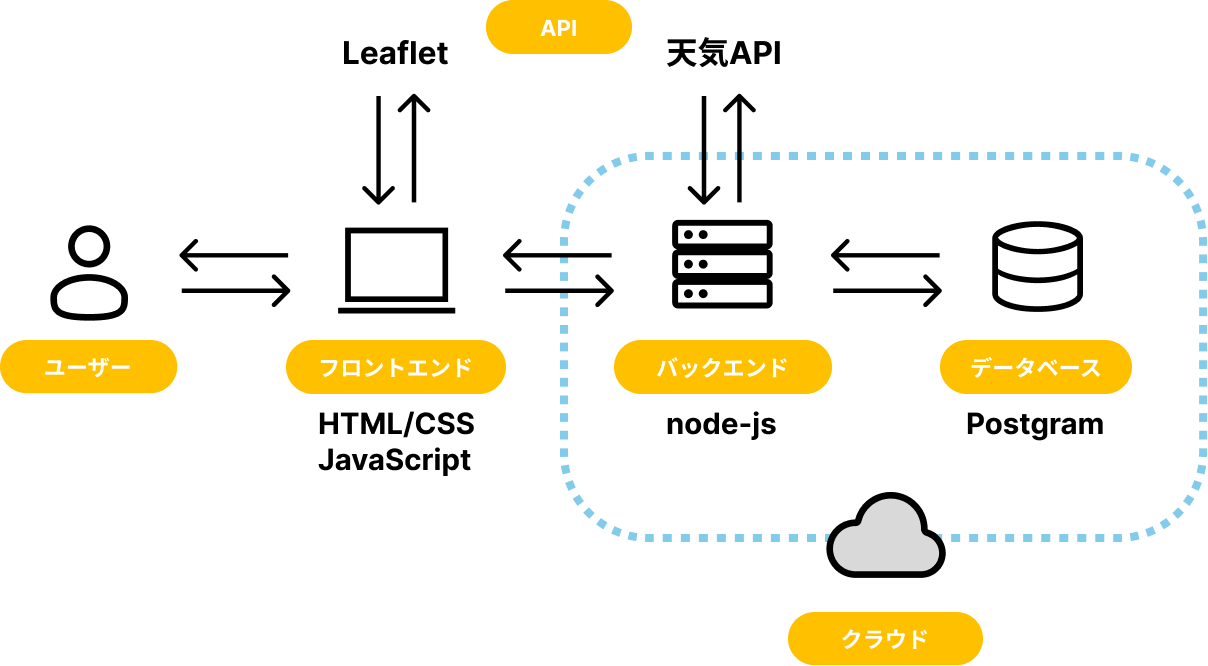 API
Leaflet
天気API
ユーザー
フロントエンド
バックエンド
データベース
HTML/CSS
JavaScript
node-js
Postgram
クラウド